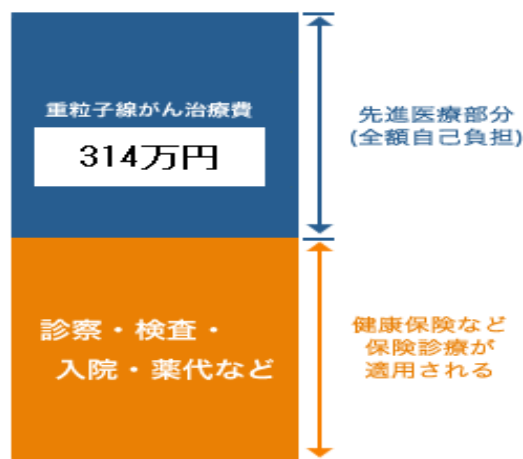 重粒子線がん治療費
314万円
先進医療部分
(全額自己負担)
診察・検査・
入院・薬代など
健康保険など
保険診療が
適用される